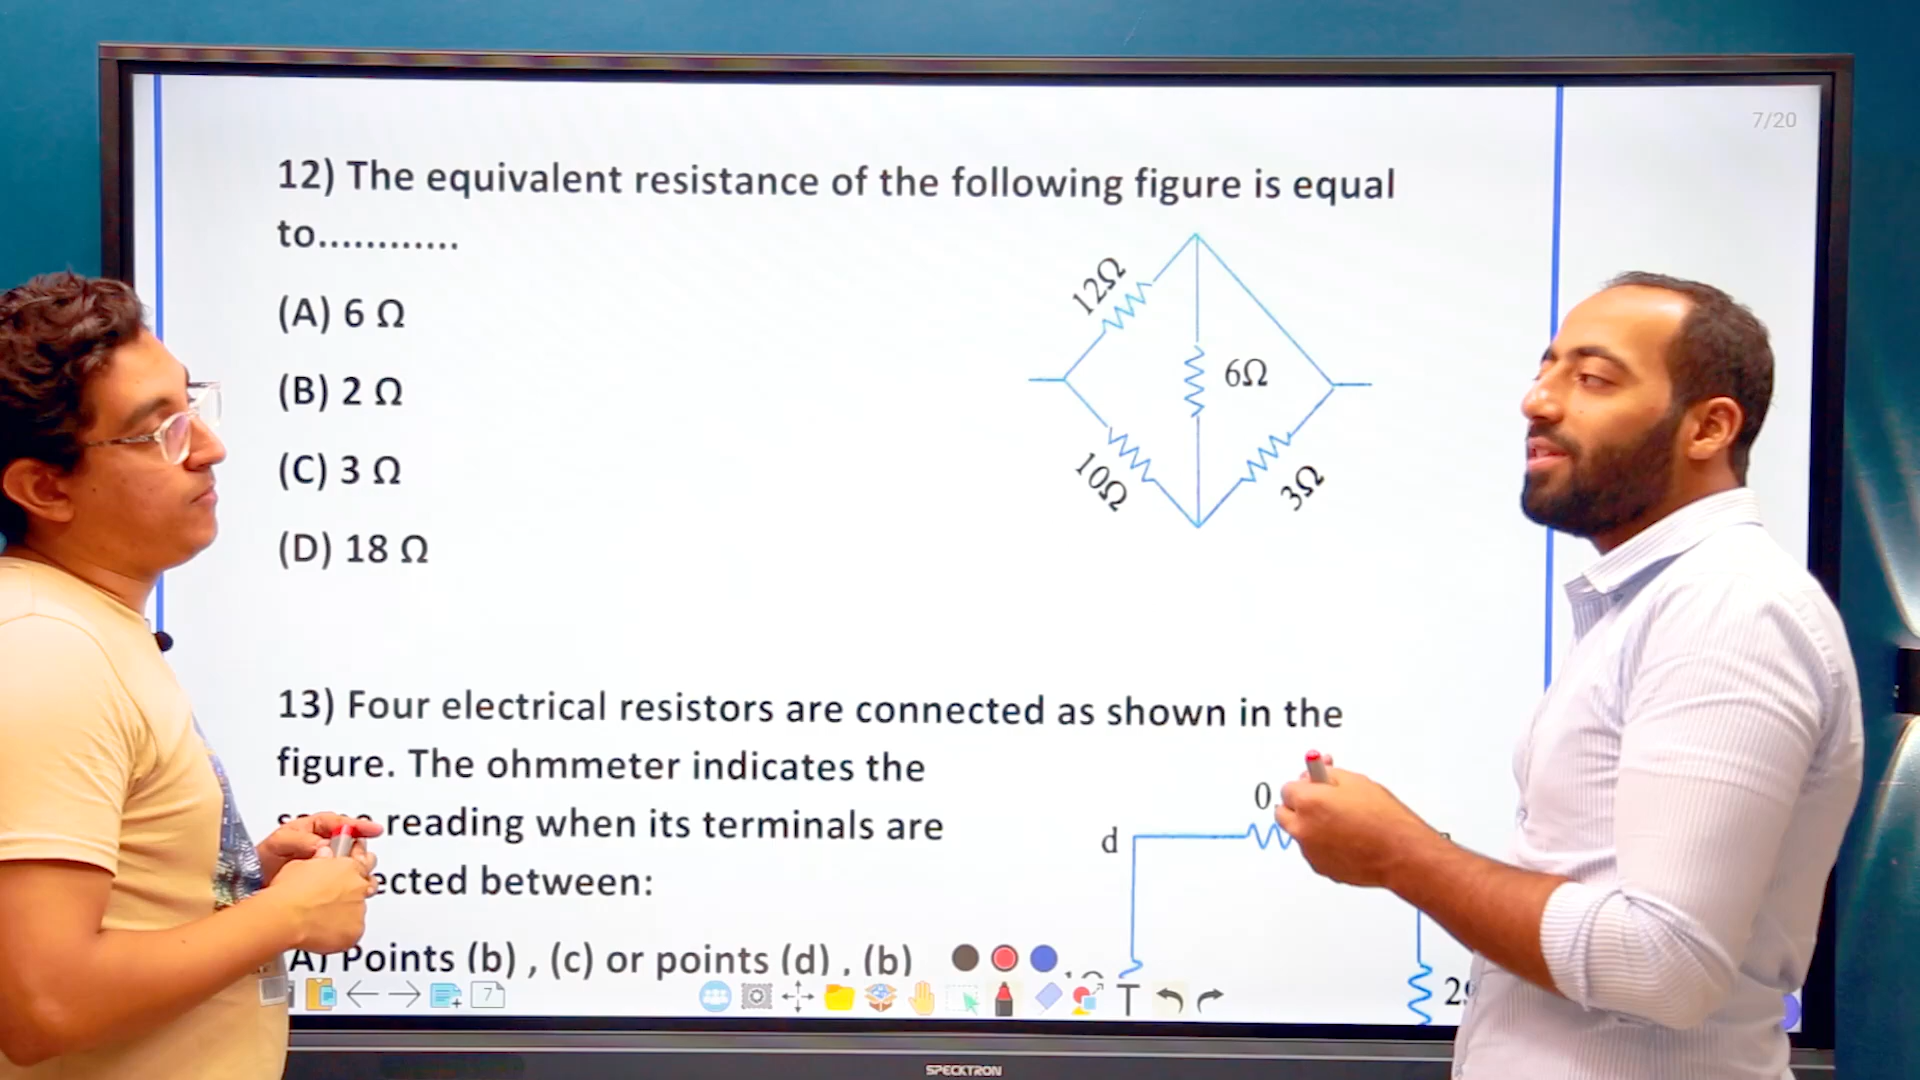 7/20
12) The equivalent resistance of the following figure is equal
to............
12Ω
(A) 6 Ω
6Ω
(B) 2 Ω
(C) 3 Ω
10Ω
3Ω
(D) 18 Ω
13) Four electrical resistors are connected as shown in the
figure. The ohmmeter indicates the
reading when its terminals are
d
between:
A) Points (b) , (c) or points (d) , (b)
7
T
SPECKTRON